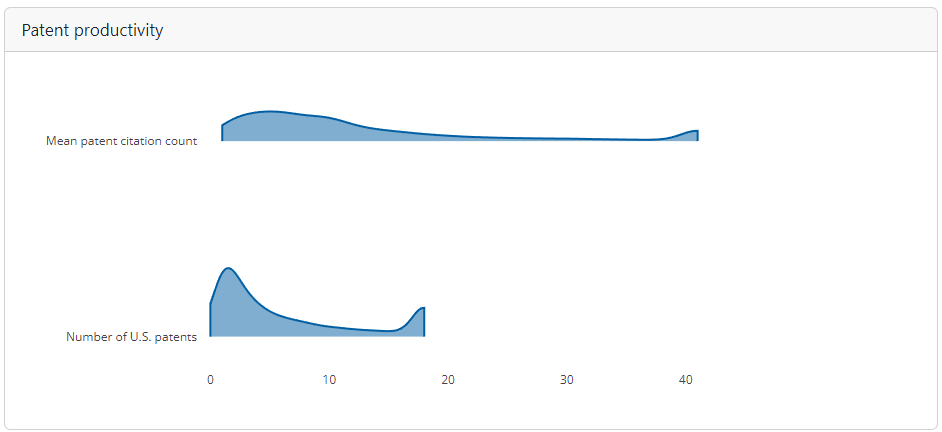 Patent productivity
Mean patent citation count
Number of U.S. patents
0 10 20 30 40